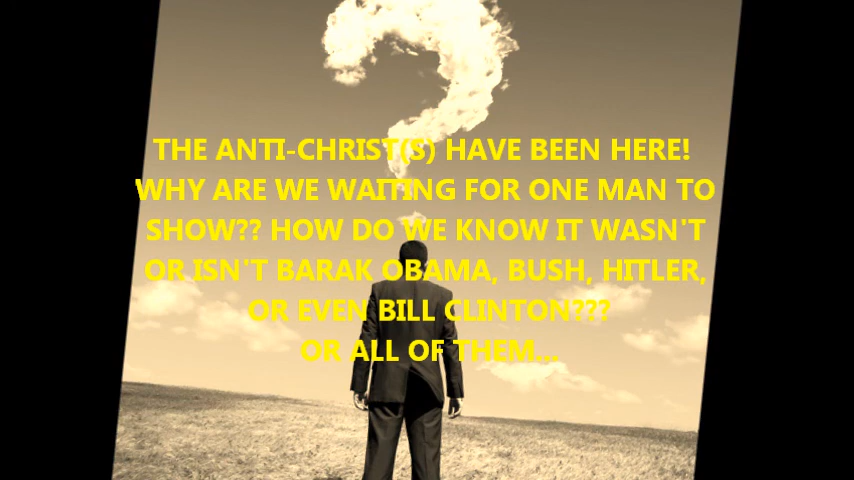 THE ANTI-CHRIST(S) HAVE BEEN HERE!
WHY ARE WE WAITING FOR ONE MAN TO
SHOW?? HOW DO WE KNOW IT WASN'T
OR ISN'T BARAK OBAMA, BUSH, HITLER,
OR EVEN BILL CLINTON???
OR ALL OF THEM...